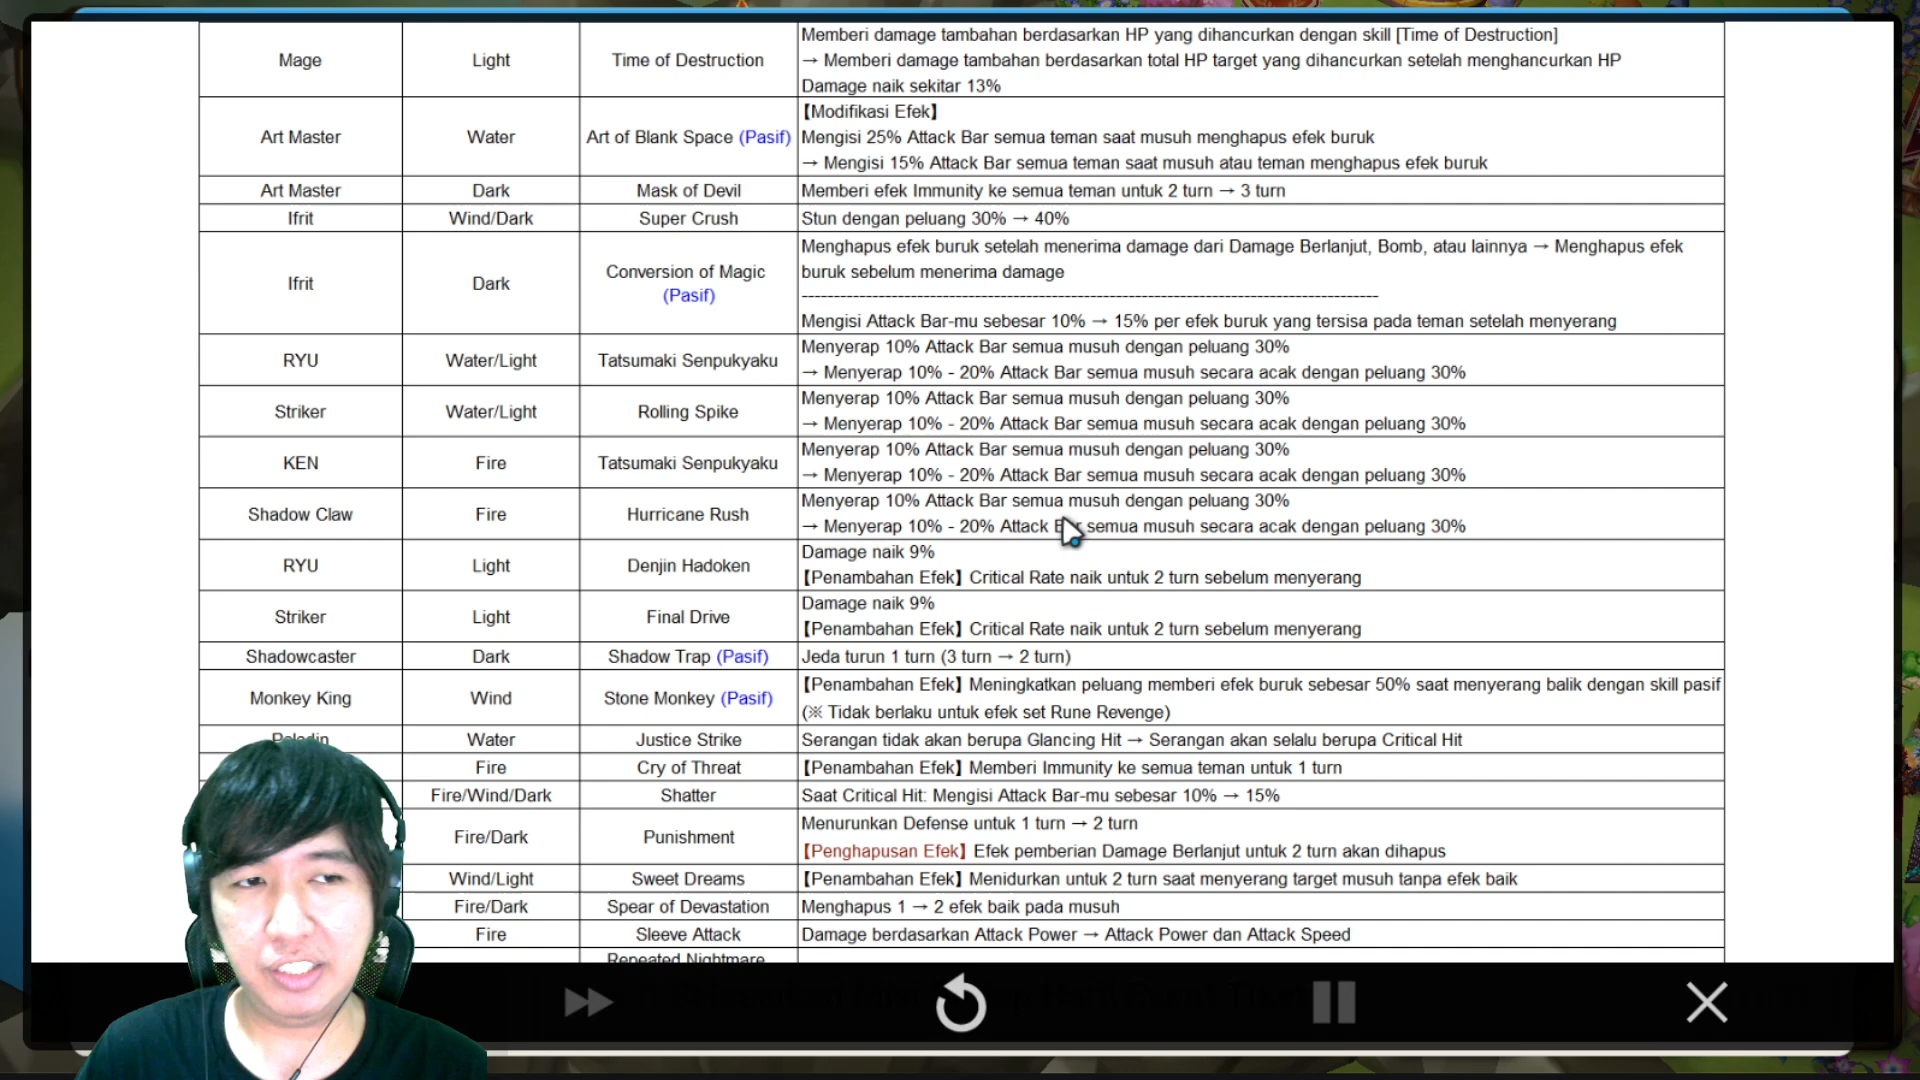 Mage Light Time of Destruction
Memberi damage tambahan berdasarkan HP yang dihancurkan dengan skill [Time of Destruction]
→ Memberi damage tambahan berdasarkan total HP target yang dihancurkan setelah menghancurkan HP
Damage naik sekitar 13%
Art Master Water Art of Blank Space (Pasif)
【Modifikasi Efek】
Mengisi 25% Attack Bar semua teman saat musuh menghapus efek buruk
→ Mengisi 15% Attack Bar semua teman saat musuh atau teman menghapus efek buruk
Art Master Dark Mask of Devil Memberi efek Immunity ke semua teman untuk 2 turn → 3 turn
Ifrit Wind/Dark Super Crush Stun dengan peluang 30% → 40%
Ifrit Dark Conversion of Magic
(Pasif)
Menghapus efek buruk setelah menerima damage dari Damage Berlanjut, Bomb, atau lainnya → Menghapus efek
buruk sebelum menerima damage
------------------------------------------------------------------------------------------
Mengisi Attack Bar-mu sebesar 10% → 15% per efek buruk yang tersisa pada teman setelah menyerang
RYU Water/Light Tatsumaki Senpukyaku
Menyerap 10% Attack Bar semua musuh dengan peluang 30%
→ Menyerap 10% - 20% Attack Bar semua musuh secara acak dengan peluang 30%
Striker Water/Light Rolling Spike
Menyerap 10% Attack Bar semua musuh dengan peluang 30%
→ Menyerap 10% - 20% Attack Bar semua musuh secara acak dengan peluang 30%
KEN Fire Tatsumaki Senpukyaku
Menyerap 10% Attack Bar semua musuh dengan peluang 30%
→ Menyerap 10% - 20% Attack Bar semua musuh secara acak dengan peluang 30%
Shadow Claw Fire Hurricane Rush
Menyerap 10% Attack Bar semua musuh dengan peluang 30%
→ Menyerap 10% - 20% Attack Bar semua musuh secara acak dengan peluang 30%
RYU Light Denjin Hadoken
Damage naik 9%
【Penambahan Efek】 Critical Rate naik untuk 2 turn sebelum menyerang
Striker Light Final Drive
Damage naik 9%
【Penambahan Efek】 Critical Rate naik untuk 2 turn sebelum menyerang
Shadowcaster Dark Shadow Trap (Pasif) Jeda turun 1 turn (3 turn → 2 turn)
Monkey King Wind Stone Monkey (Pasif)
【Penambahan Efek】 Meningkatkan peluang memberi efek buruk sebesar 50% saat menyerang balik dengan skill pasif
(※ Tidak berlaku untuk efek set Rune Revenge)
Paladin Water Justice Strike Serangan tidak akan berupa Glancing Hit → Serangan akan selalu berupa Critical Hit
Fire Cry of Threat 【Penambahan Efek】 Memberi Immunity ke semua teman untuk 1 turn
Fire/Wind/Dark Shatter Saat Critical Hit: Mengisi Attack Bar-mu sebesar 10% → 15%
Fire/Dark Punishment
Menurunkan Defense untuk 1 turn → 2 turn
【Penghapusan Efek】 Efek pemberian Damage Berlanjut untuk 2 turn akan dihapus
Wind/Light Sweet Dreams 【Penambahan Efek】 Menidurkan untuk 2 turn saat menyerang target musuh tanpa efek baik
Fire/Dark Spear of Devastation Menghapus 1 → 2 efek baik pada musuh
Fire Sleeve Attack Damage berdasarkan Attack Power → Attack Power dan Attack Speed
Repeated Nightmare